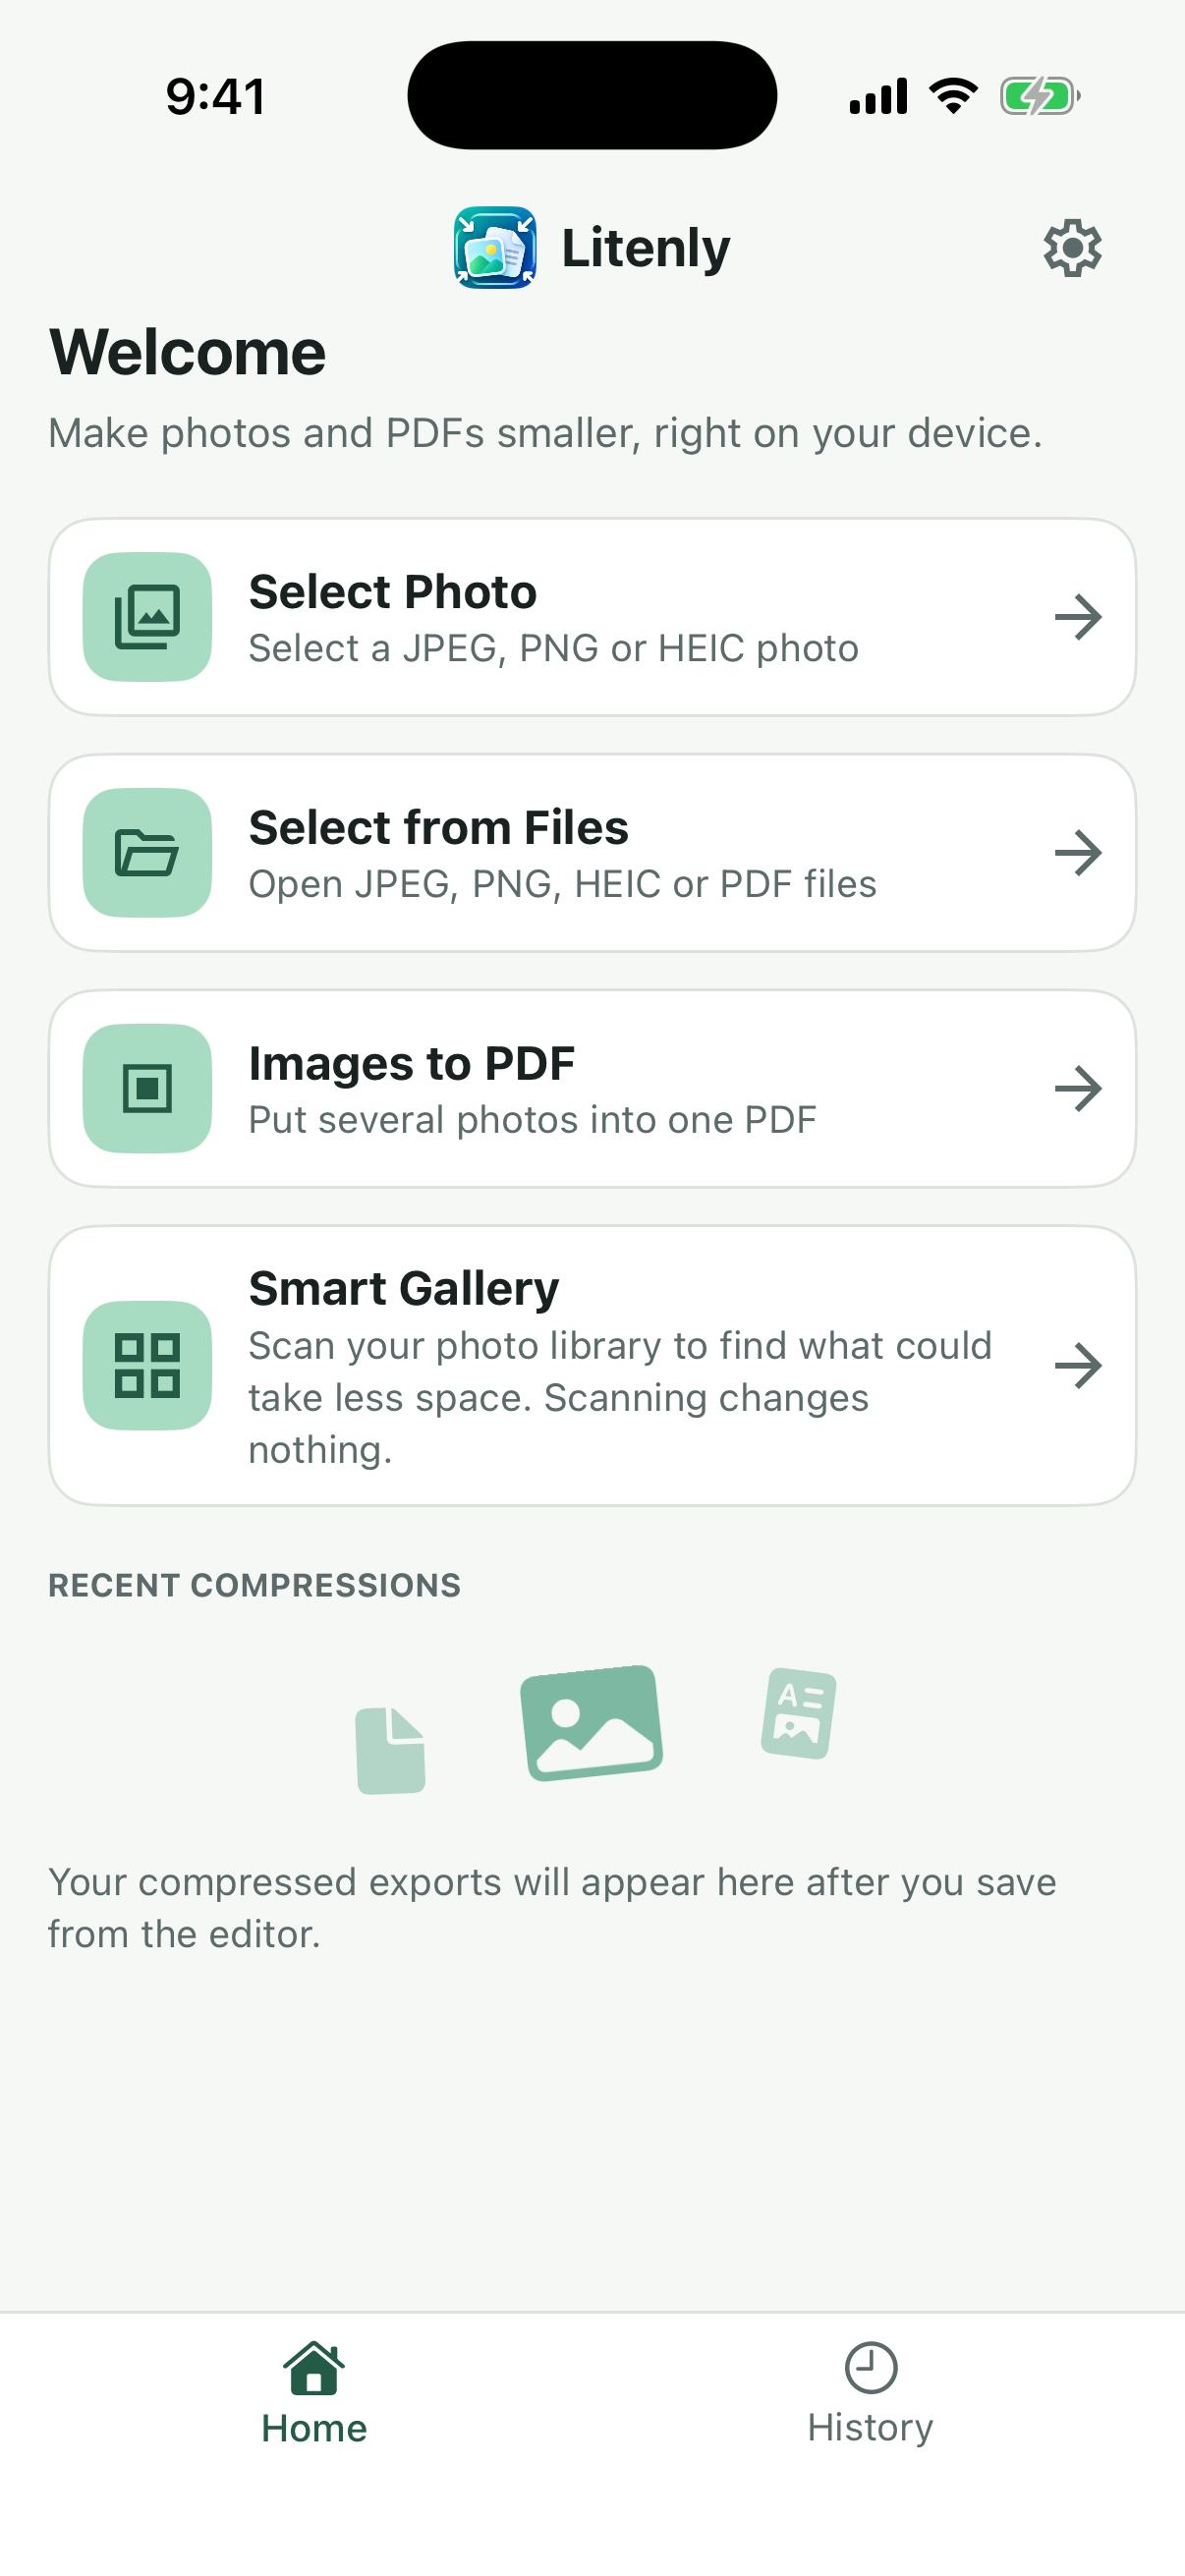 9:41
Litenly
Welcome
Make photos and PDFs smaller, right on your device.
Select Photo
Select a JPEG, PNG or HEIC photo
Select from Files
Open JPEG, PNG, HEIC or PDF files
Images to PDF
Put several photos into one PDF
Smart Gallery
Scan your photo library to find what could
take less space. Scanning changes
nothing.
RECENT COMPRESSIONS
A
Your compressed exports will appear here after you save
from the editor.
Home
History